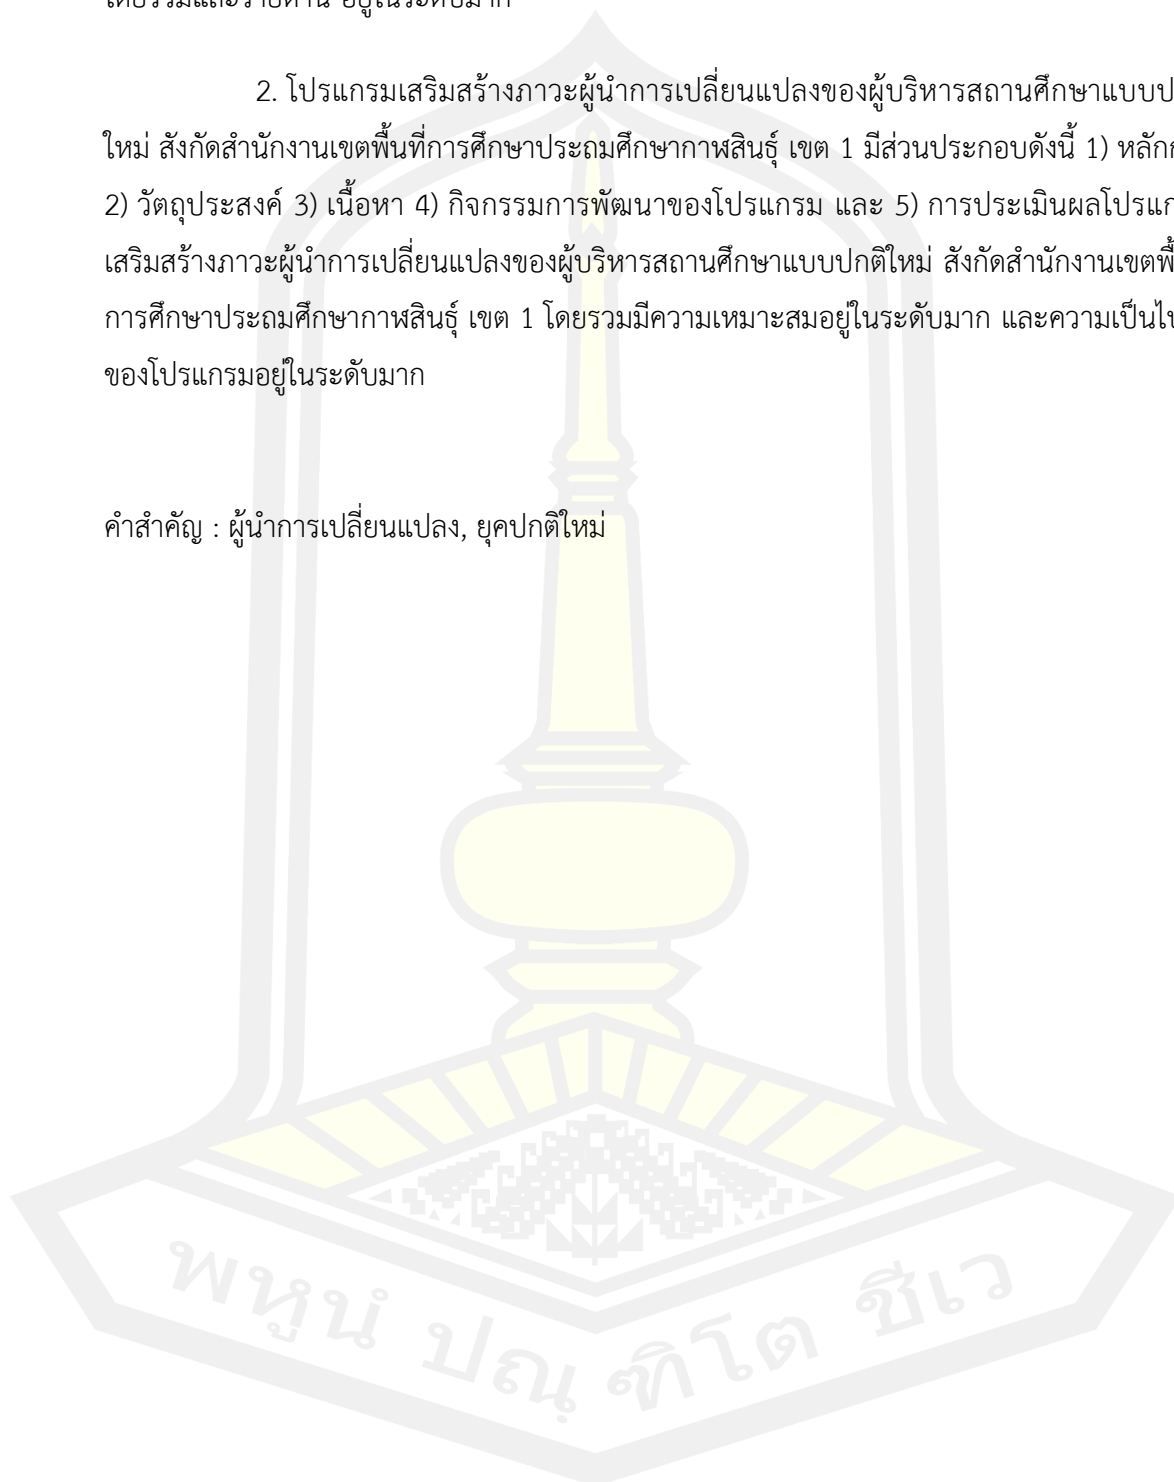 โดยรวมและรายด้าน อยู่ในระดับมาก
2. โปรแกรมเสริมสร้างภาวะผู้นำการเปลี่ยนแปลงของผู้บริหารสถานศึกษาแบบป
ใหม่ สังกัดสำนักงานเขตพื้นที่การศึกษาประถมศึกษากาฬสินธุ์ เขต 1 มีส่วนประกอบดังนี้ 1) หลักก
2) วัตถุประสงค์ 3) เนื้อหา 4) กิจกรรมการพัฒนาของโปรแกรม และ 5) การประเมินผลโปรแก
เสริมสร้างภาวะผู้นำการเปลี่ยนแปลงของผู้บริหารสถานศึกษาแบบปกติใหม่ สังกัดสำนักงานเขตพื้
การศึกษาประถมศึกษากาฬสินธุ์ เขต 1 โดยรวมมีความเหมาะสมอยู่ในระดับมาก และความเป็นไป
ของโปรแกรมอยู่ในระดับมาก
คำสำคัญ : ผู้นำการเปลี่ยนแปลง, ยุคปกติใหม่
พหูนํ ปณฺฑิโต ชีเว